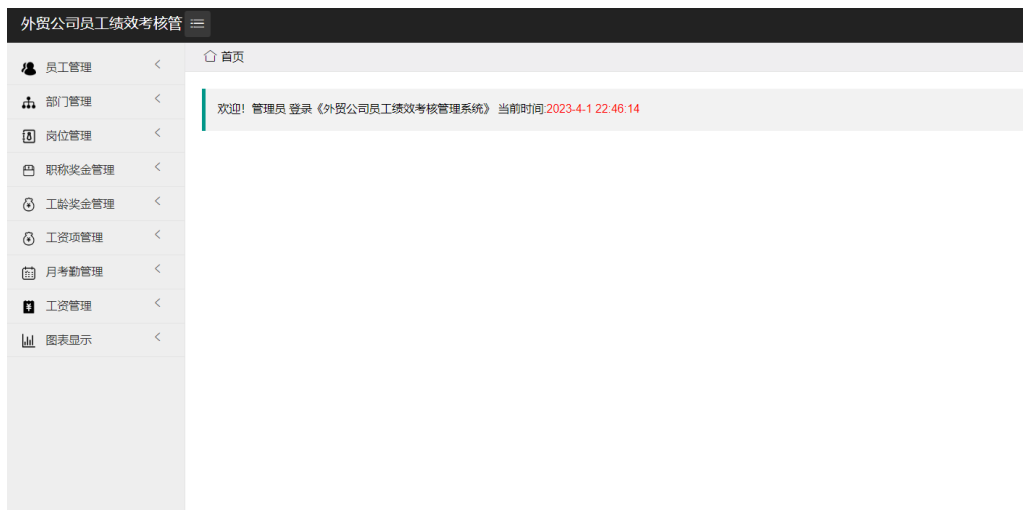 外贸公司员工绩效考核管
首页
员工管理
部门管理
岗位管理
职称奖金管理
工龄奖金管理
工资项管理
月考勤管理
工资管理
图表显示
欢迎！管理员 登录《外贸公司员工绩效考核管理系统》 当前时间:2023-4-1 22:46:14